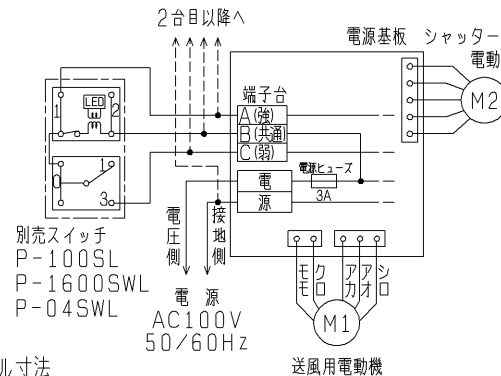 2台目以降へ
電源基板
シャッター
電動
M2
端子台
A(強)
B(共通)
C(弱)
電源ヒューズ
3A
電
源
LED
1
2
1
3
別売スイッチ
P-100SL
P-1600SWL
P-04SWL
電圧側
接地側
電 源
AC100V
50/60Hz
モモ
クロ
アカ
アオ
シロ
M1
送風用電動機
ル寸法